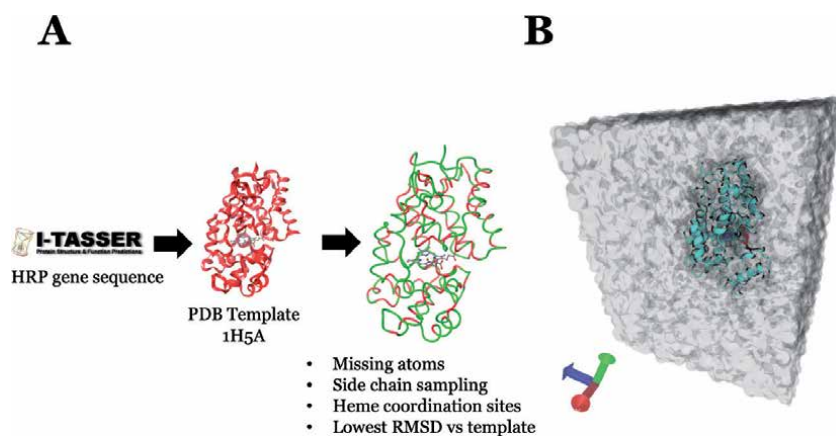 A
B
I-TASSER
Protein Structure & Function Predictions
HRP gene sequence
PDB Template
1H5A
• Missing atoms
• Side chain sampling
• Heme coordination sites
• Lowest RMSD vs template